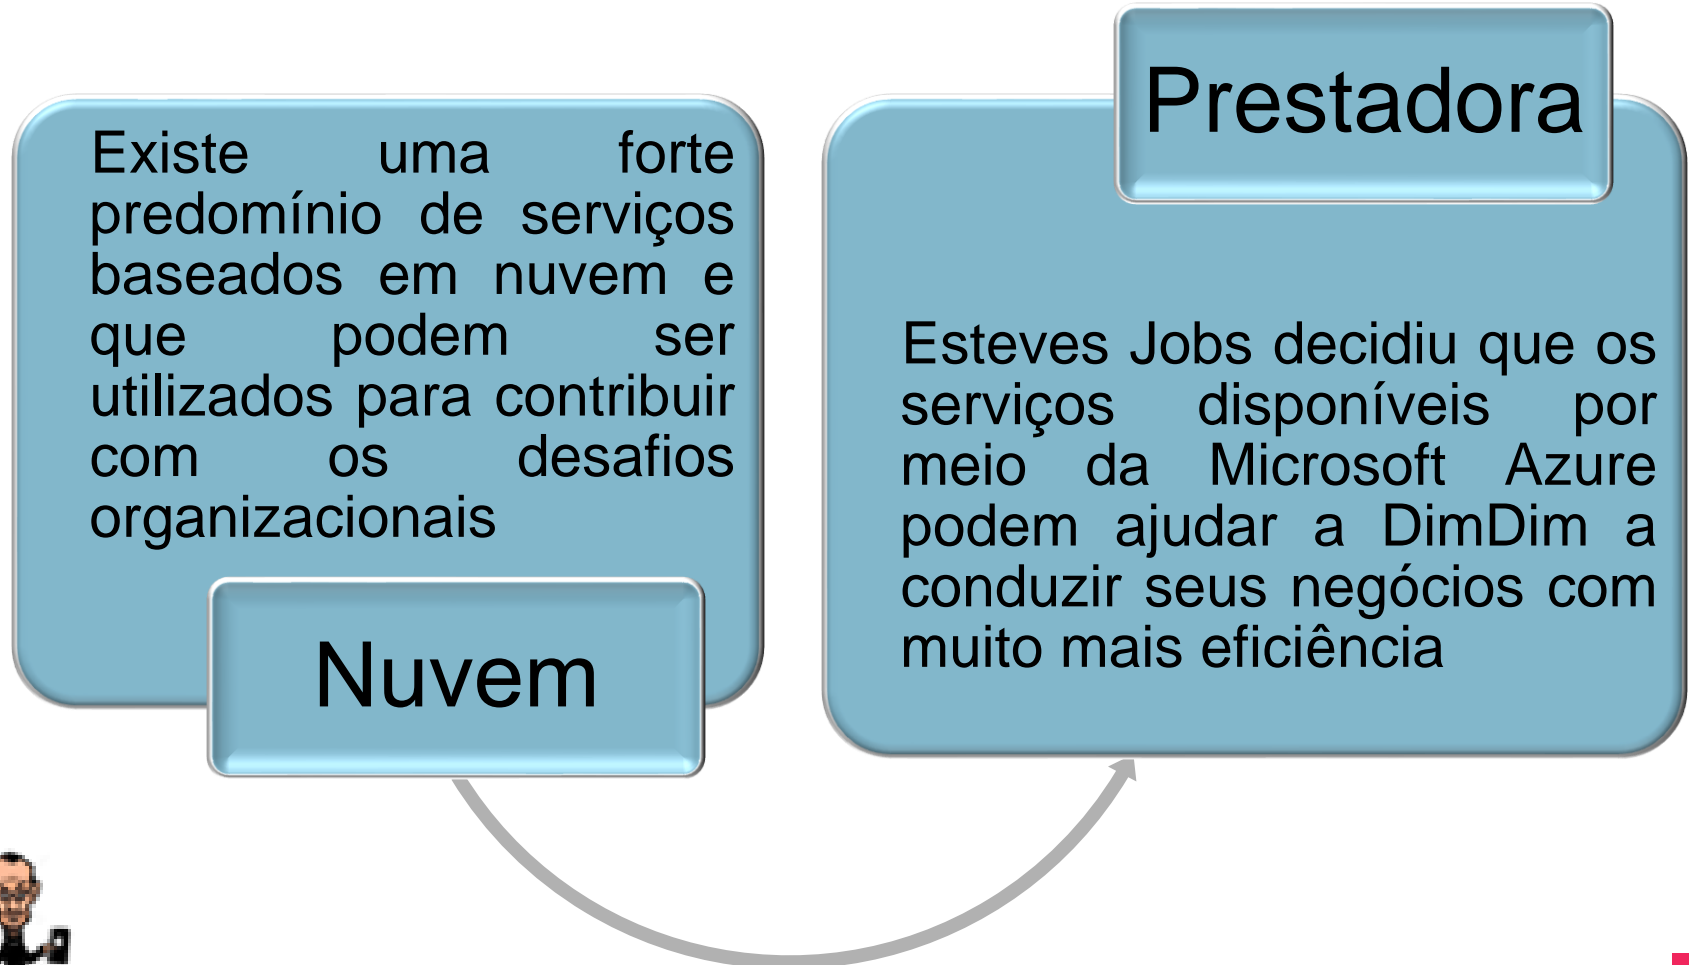 Existe uma forte
predomínio de serviços
baseados em nuvem e
que podem ser
utilizados para contribuir
com os desafios
organizacionais
Nuvem
Prestadora
Esteves Jobs decidiu que os
serviços disponíveis por
meio da Microsoft Azure
podem ajudar a DimDim a
conduzir seus negócios com
muito mais eficiência